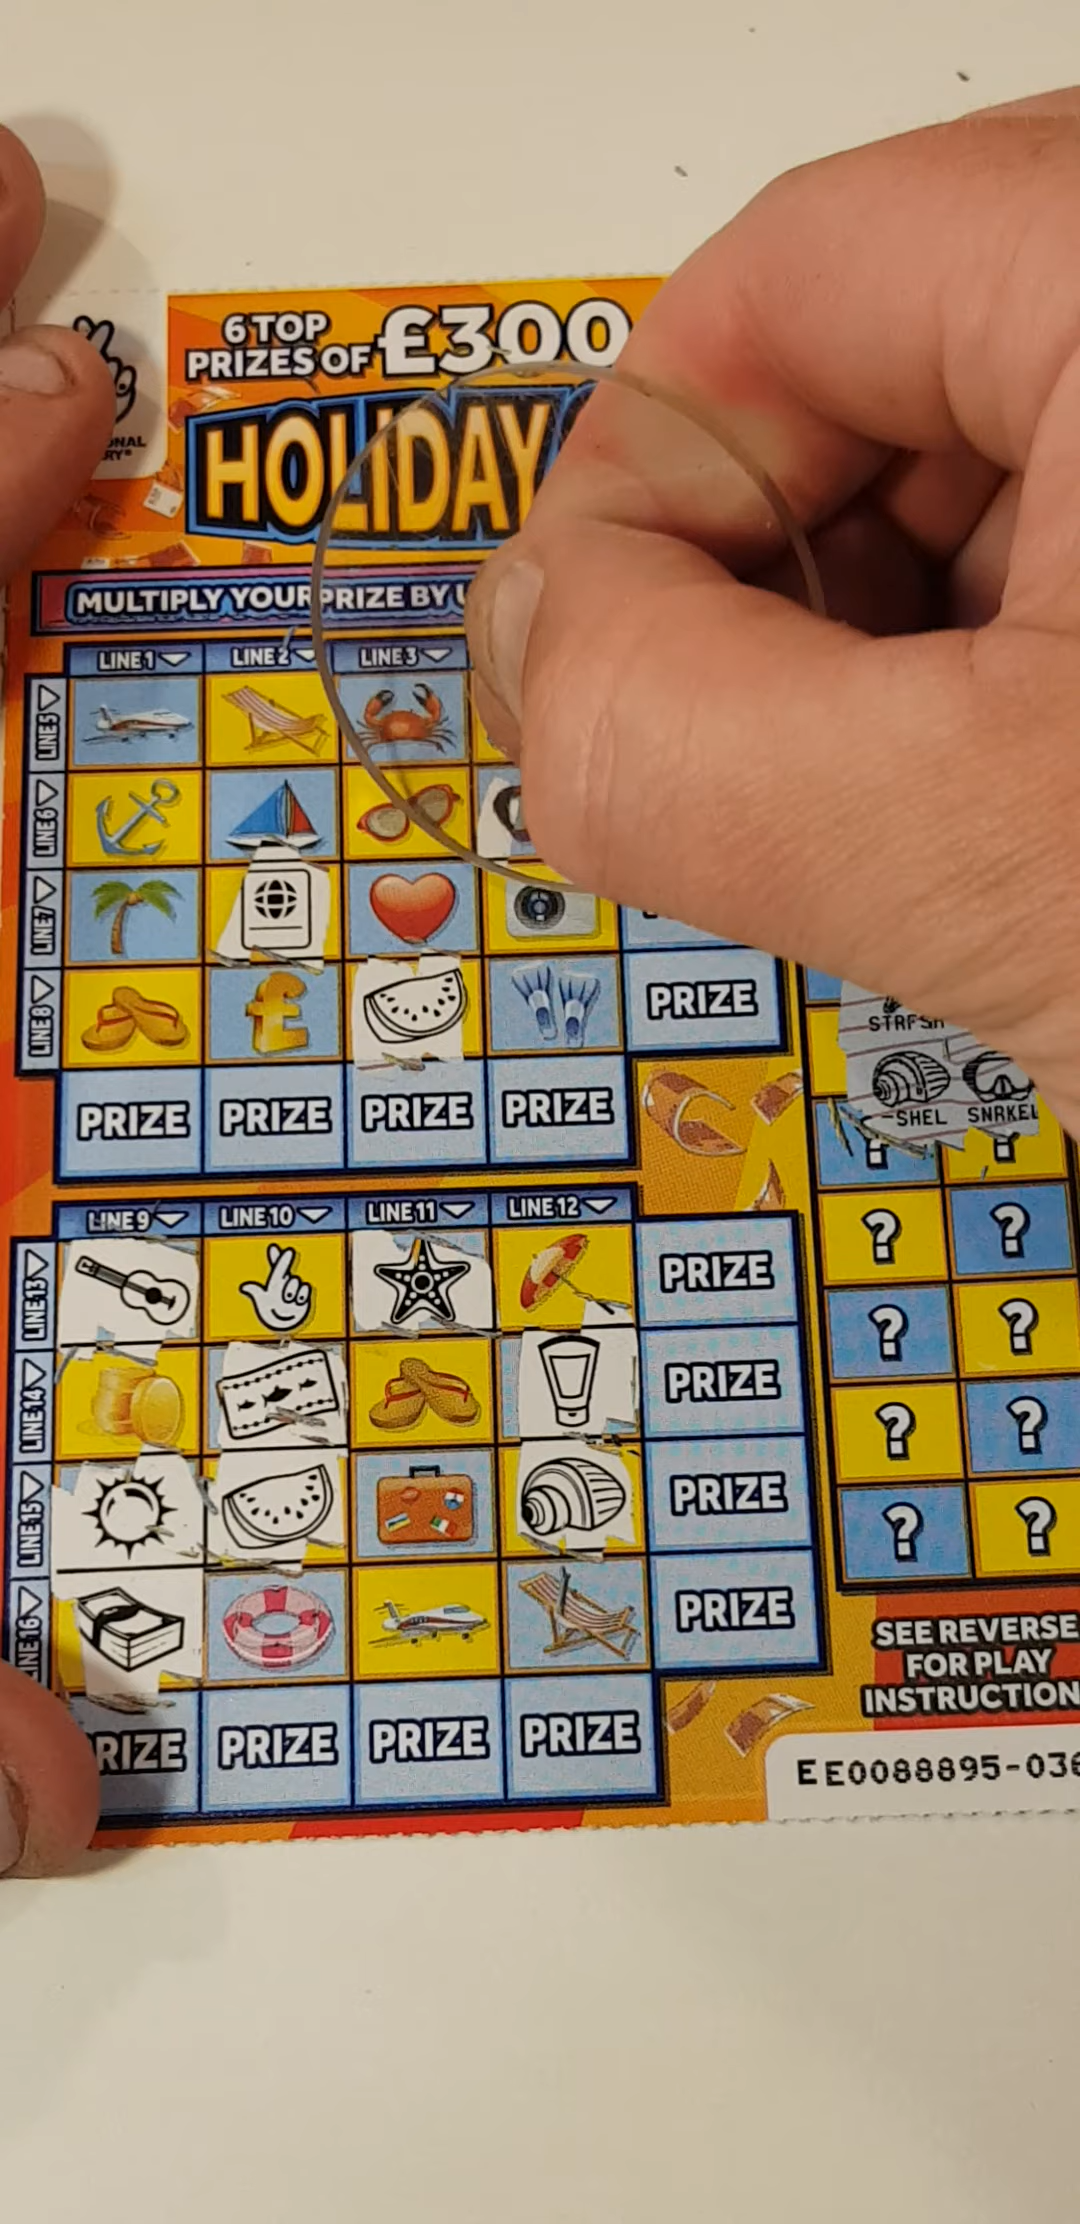 6 TOP
PRIZES OF £300
HOLIDAY
MULTIPLY YOUR PRIZE BY
LINE 1
LINE 2
LINE 3
LINE 5
LINE 6
LINE 7
LINE 8
£
PRIZE
PRIZE
PRIZE
PRIZE
PRIZE
STRFSH
SHEL
SNRKEL
?
?
LINE 9
LINE 10
LINE 11
LINE 12
LINE 13
LINE 14
LINE 15
LINE 16
PRIZE
PRIZE
PRIZE
PRIZE
RIZE
PRIZE
PRIZE
PRIZE
?
?
?
?
?
?
?
?
SEE REVERSE
FOR PLAY
INSTRUCTION
EE0088895-036